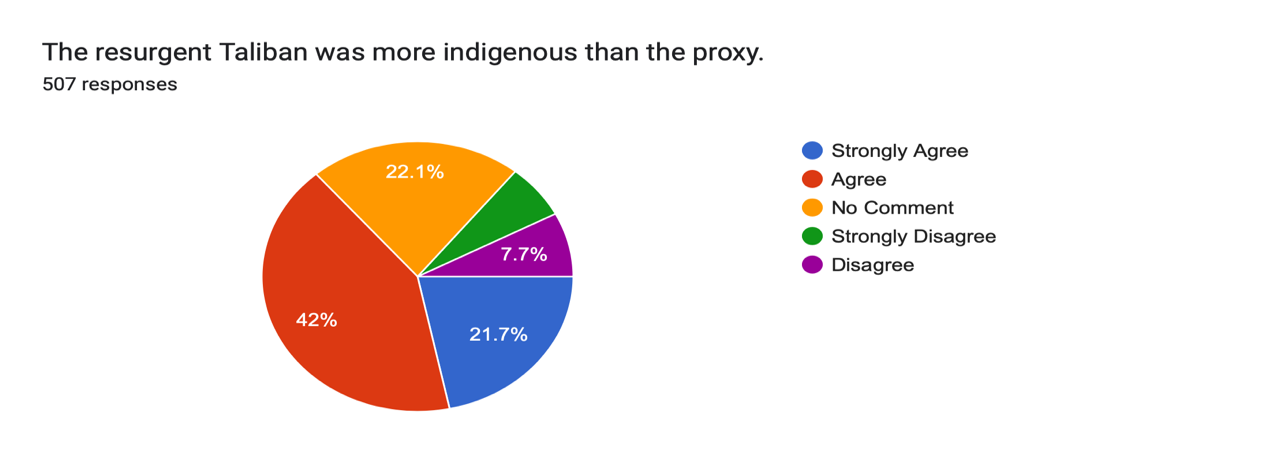 The resurgent Taliban was more indigenous than the proxy.
507 responses
22.1%
7.7%
42%
21.7%
Strongly Agree
Agree
No Comment
Strongly Disagree
Disagree